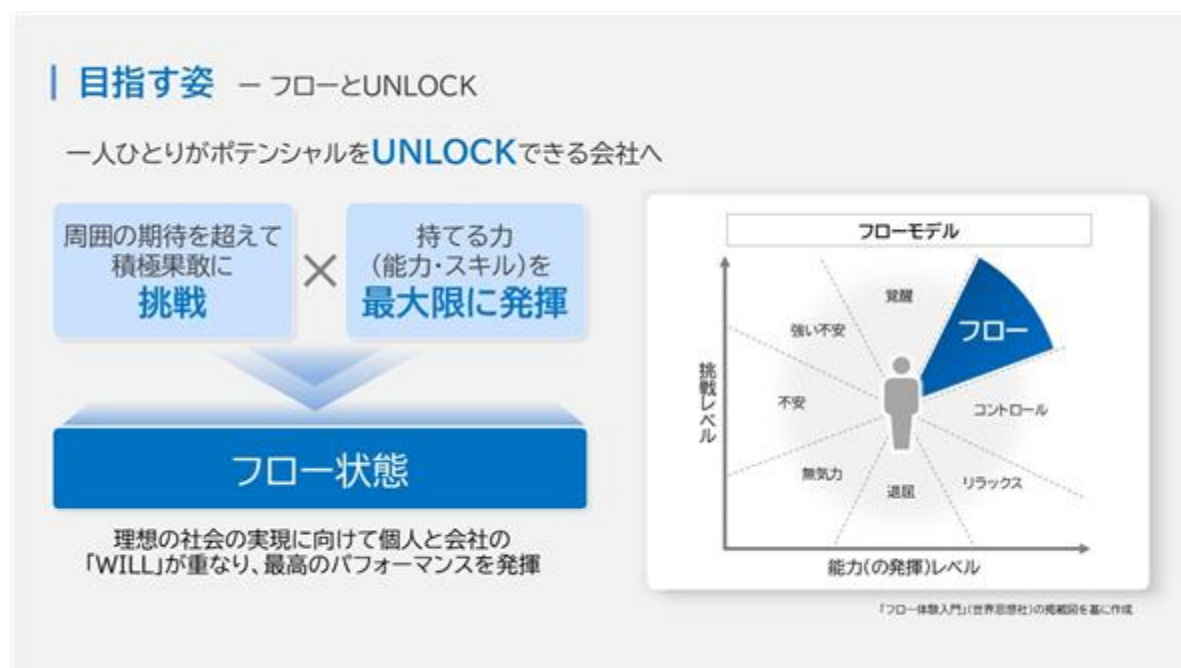 目指す姿 － フローとUNLOCK
一人ひとりがポテンシャルをUNLOCKできる会社へ
周囲の期待を超えて
積極果敢に
挑戦
×
持てる力
（能力・スキル）を
最大限に発揮
フロー状態
理想の社会の実現に向けて個人と会社の
「WILL」が重なり、最高のパフォーマンスを発揮
フローモデル
挑戦レベル
覚醒
フロー
強い不安
不安
コントロール
無気力
退屈
リラックス
能力(の発揮)レベル
「フロー体験入門」(世界思想社)の掲載図を基に作成